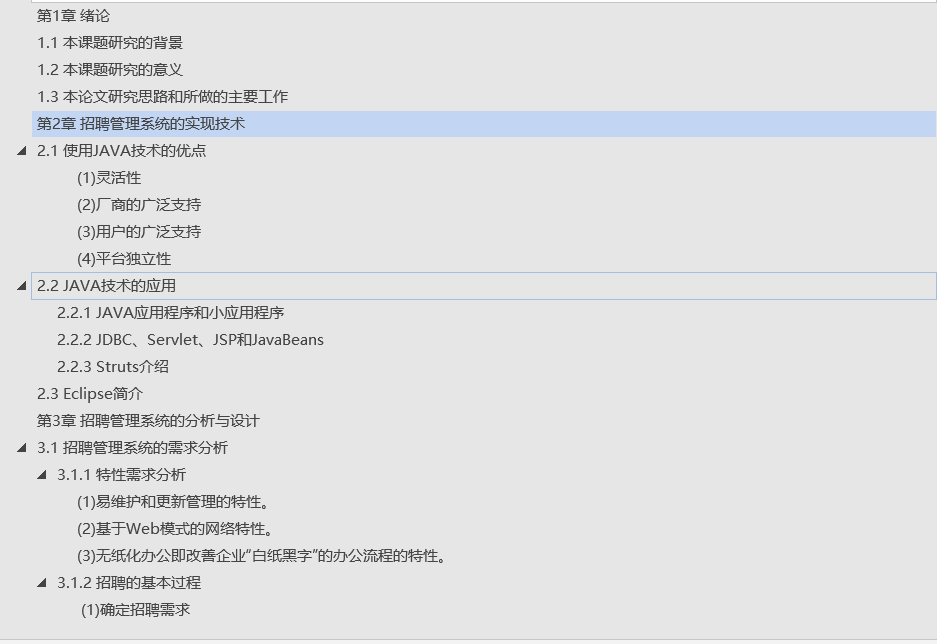 第1章 绪论
1.1 本课题研究的背景
1.2 本课题研究的意义
1.3 本论文研究思路和所做的主要工作
第2章 招聘管理系统的实现技术
2.1 使用JAVA技术的优点
(1)灵活性
(2)厂商的广泛支持
(3)用户的广泛支持
(4)平台独立性
2.2 JAVA技术的应用
2.2.1 JAVA应用程序和小应用程序
2.2.2 JDBC、Servlet、JSP和JavaBeans
2.2.3 Struts介绍
2.3 Eclipse简介
第3章 招聘管理系统的分析与设计
3.1 招聘管理系统的需求分析
3.1.1 特性需求分析
(1)易维护和更新管理的特性。
(2)基于Web模式的网络特性。
(3)无纸化办公即改善企业“白纸黑字”的办公流程的特性。
3.1.2 招聘的基本过程
(1)确定招聘需求